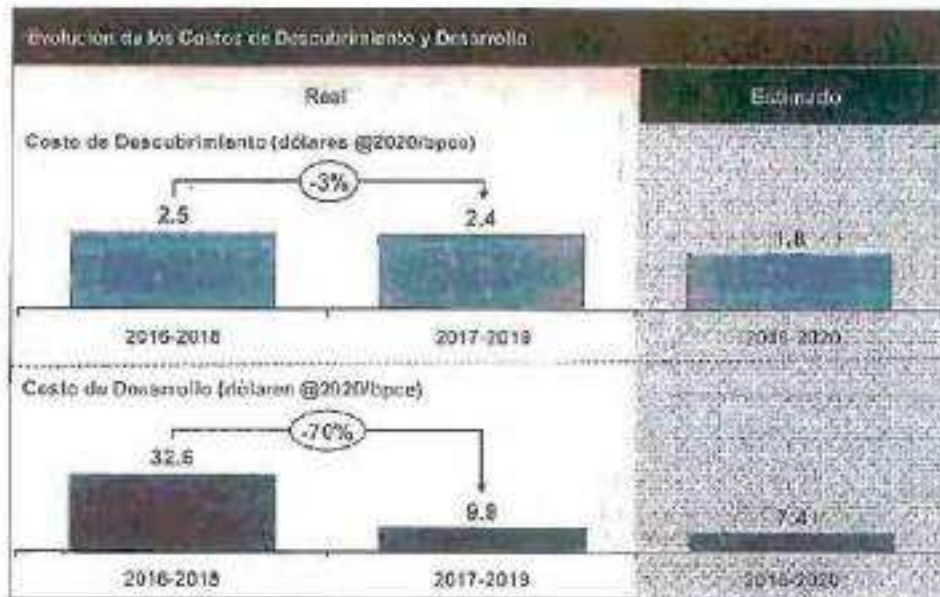 Evolución de los Costos de Descubrimiento y Desarrollo
Real
Estimado
Costo de Descubrimiento (dólares @2020/bpce)
-3%
2.5
2.4
1.8
2016-2018
2017-2019
2018-2020
Costo de Desarrollo (dólares @2020/bpce)
-70%
32.6
9.8
7.4
2016-2018
2017-2019
2018-2020